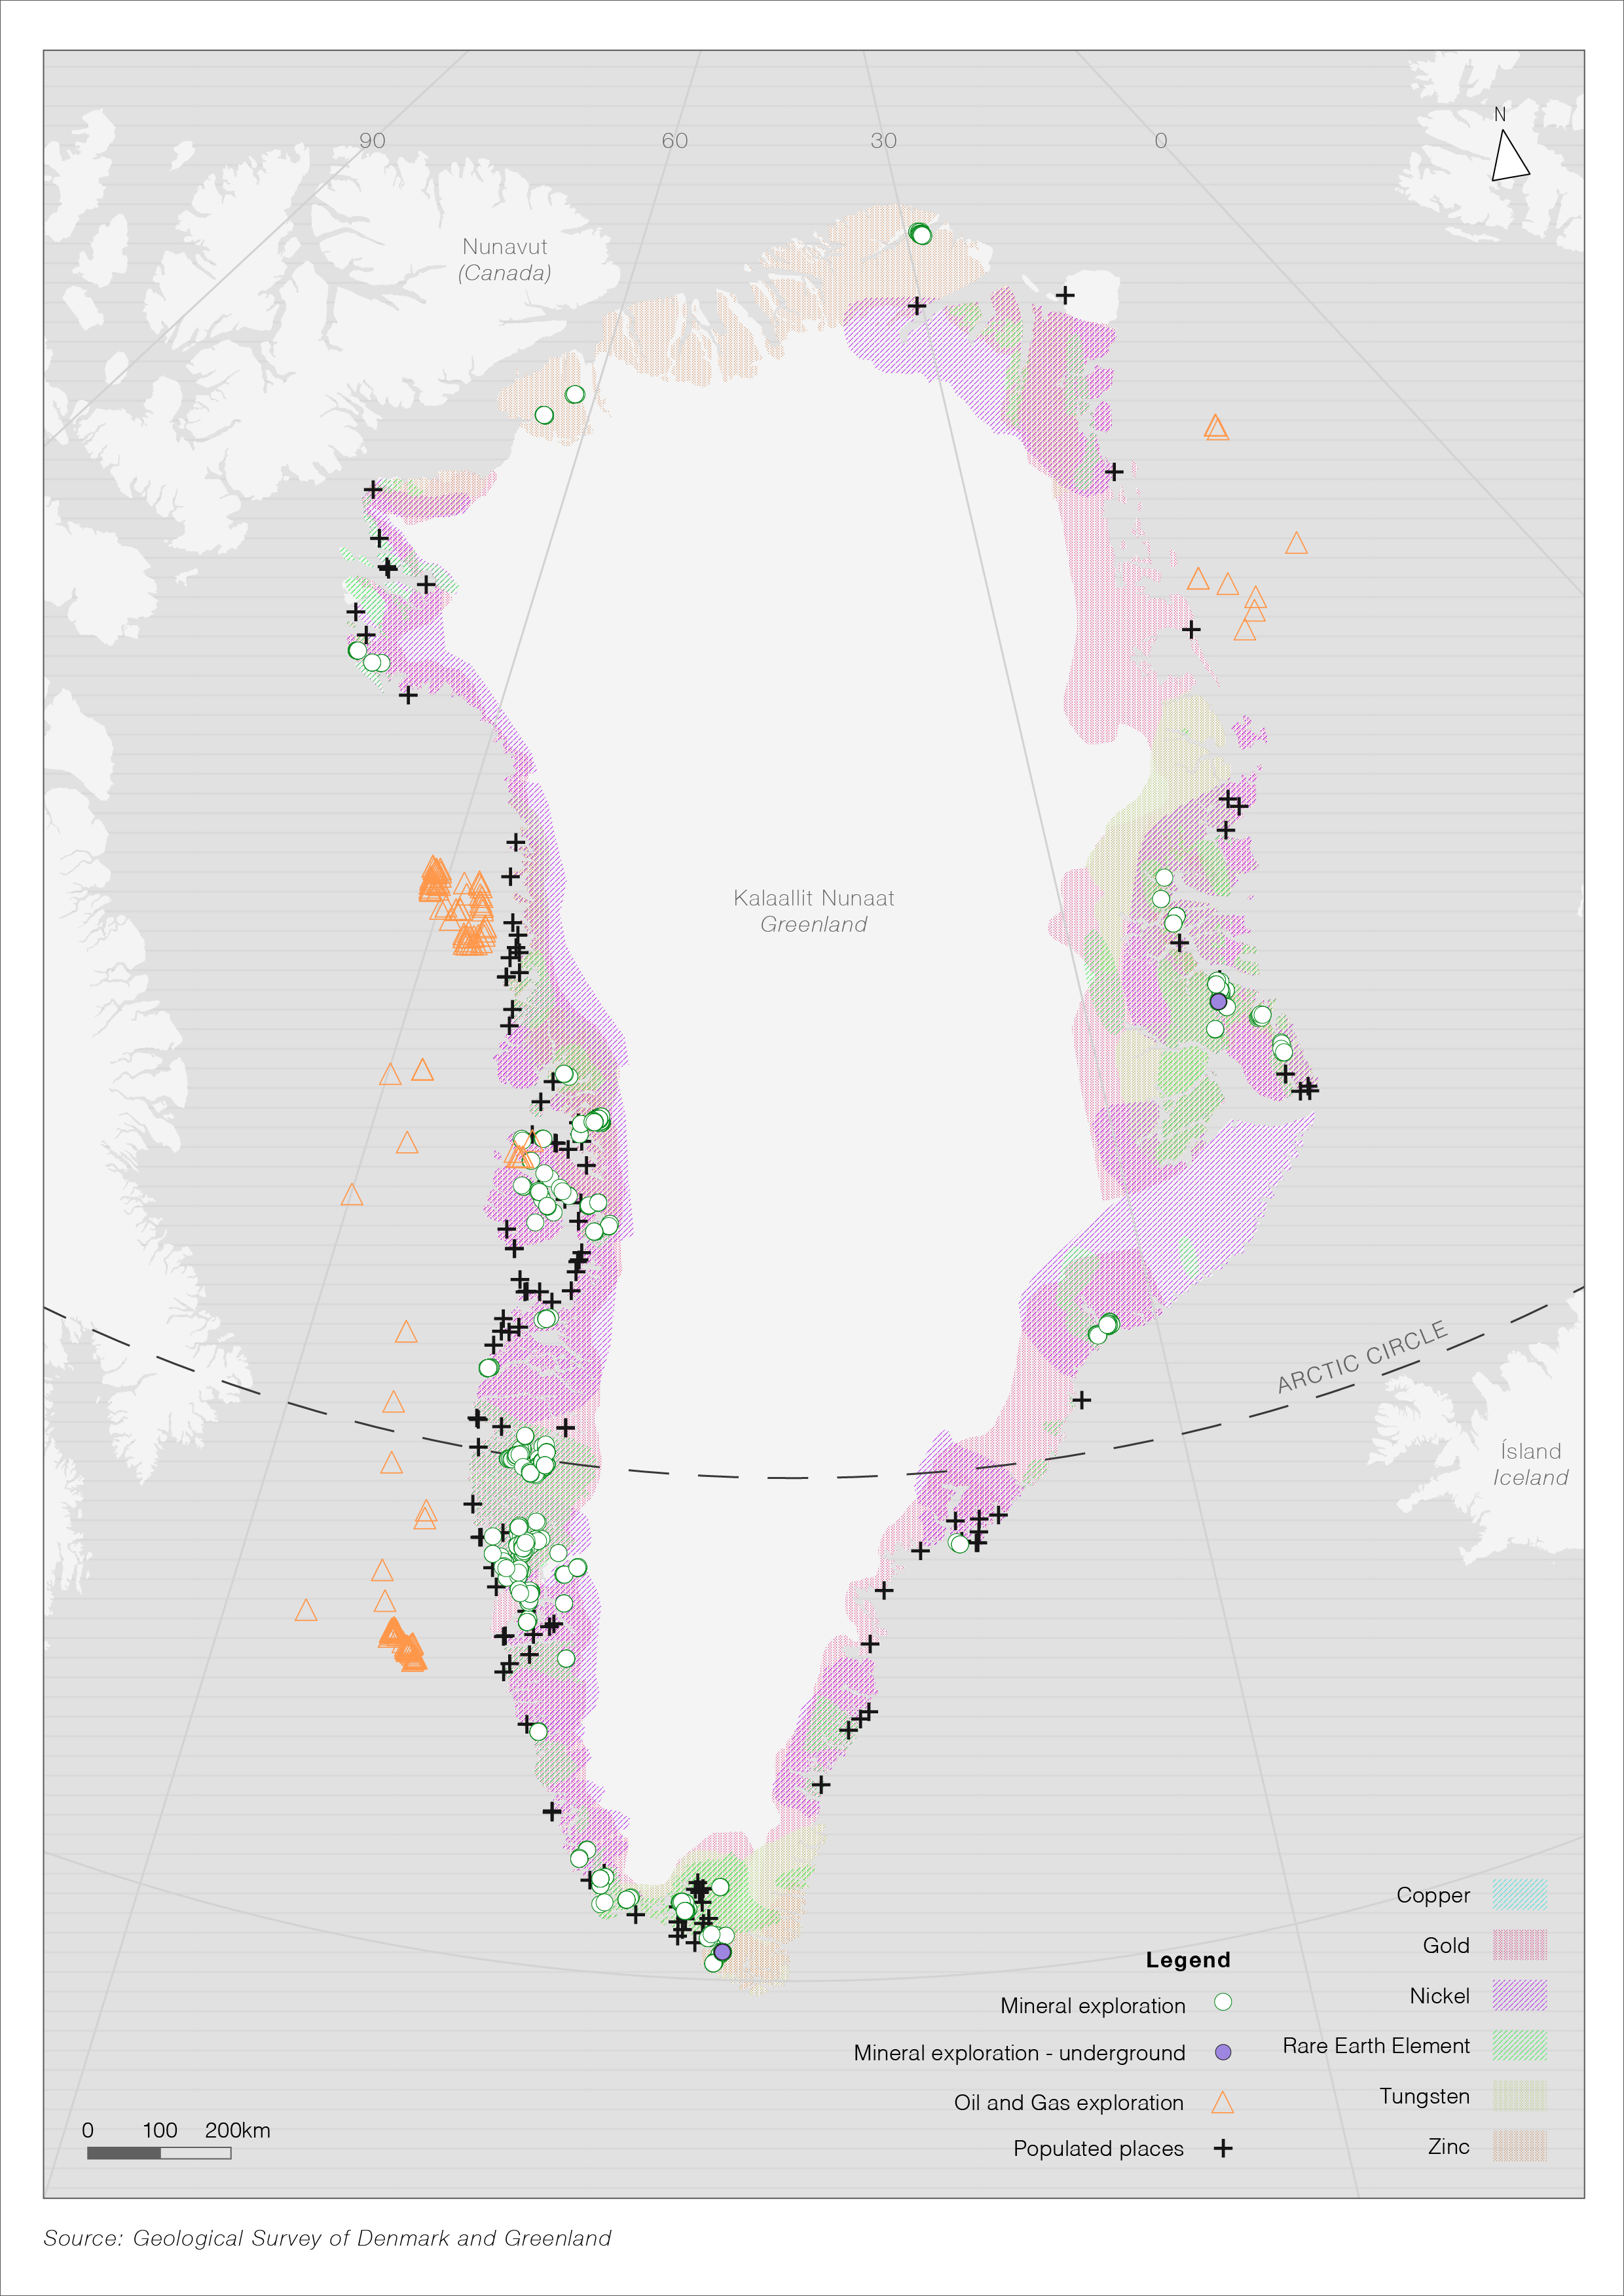 90
60
30
0
N
Nunavut
(Canada)
Kalaallit Nunaat
Greenland
ARCTIC CIRCLE
Ísland
Iceland
Legend
Mineral exploration
Mineral exploration - underground
Oil and Gas exploration
Populated places
Copper
Gold
Nickel
Rare Earth Element
Tungsten
Zinc
0 100 200km
Source: Geological Survey of Denmark and Greenland